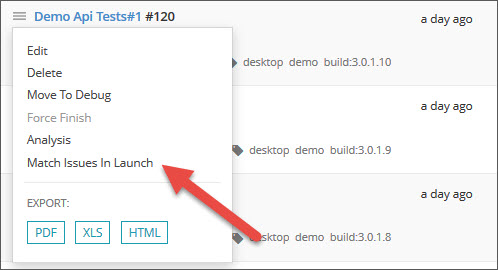 Demo Api Tests#1 #120
a day ago
Edit
Delete
desktop demo build:3.0.1.10
Move To Debug
a day ago
Force Finish
Analysis
desktop demo build:3.0.1.9
Match Issues In Launch
a day ago
EXPORT:
PDF XLS HTML
desktop demo build:3.0.1.8